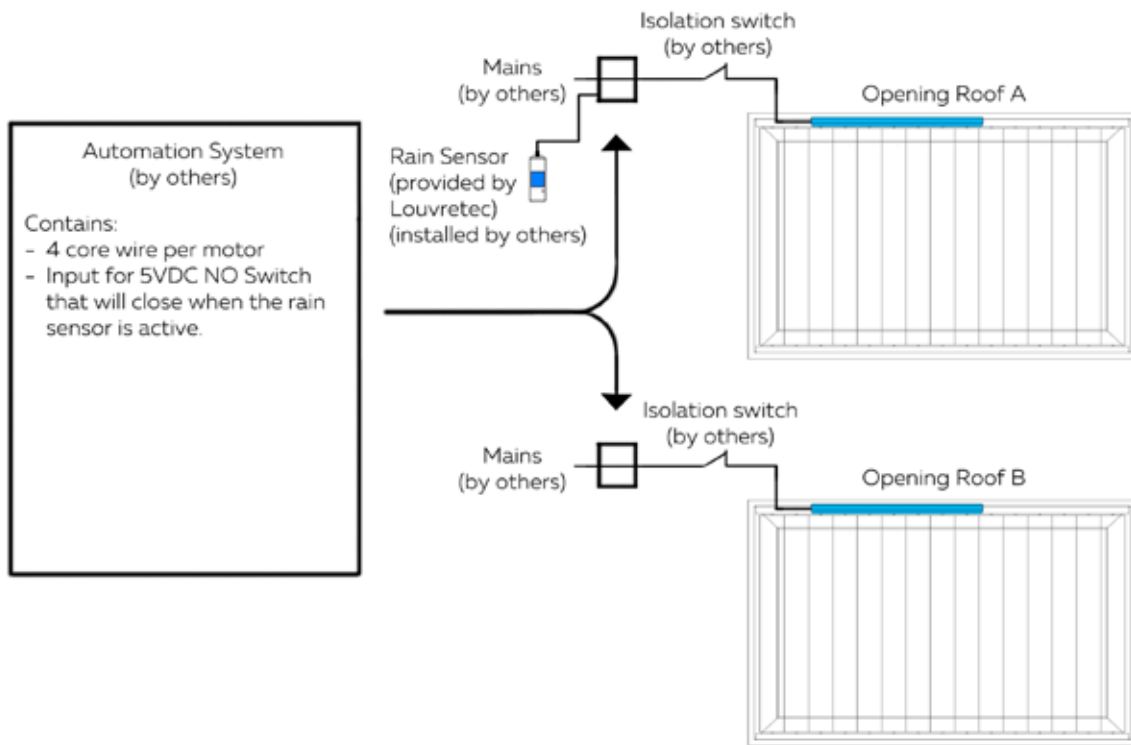 Isolation switch
(by others)
Mains
(by others)
Opening Roof A
Automation System
(by others)
Contains:
- 4 core wire per motor
- Input for 5VDC NO Switch
that will close when the rain
sensor is active.
Rain Sensor
(provided by
Louvretec)
(installed by others)
Isolation switch
(by others)
Mains
(by others)
Opening Roof B